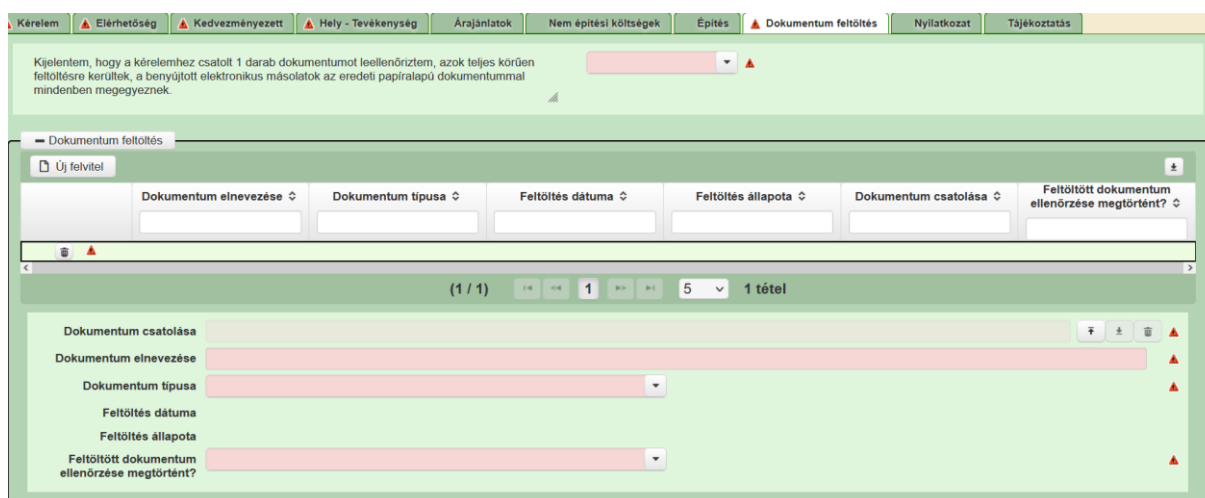 Kérelem Elérhetőség Kedvezményezett Hely - Tevékenység Árajánlatok Nem építési költségek Építés Dokumentum feltöltés Nyilatkozat Tájékoztatás
Kijelentem, hogy a kérelemhez csatolt 1 darab dokumentumot leellenőriztem, azok teljes körűen
feltöltésre kerültek, a benyújtott elektronikus másolatok az eredeti papíralapú dokumentummal
mindenben megegyeznek.
Dokumentum feltöltés
Új felvitel
Dokumentum elnevezése Dokumentum típusa Feltöltés dátuma Feltöltés állapota Dokumentum csatolása Feltöltött dokumentum
ellenőrzése megtörtént?
(1 / 1) 1 5 1 tétel
Dokumentum csatolása
Dokumentum elnevezése
Dokumentum típusa
Feltöltés dátuma
Feltöltés állapota
Feltöltött dokumentum
ellenőrzése megtörtént?